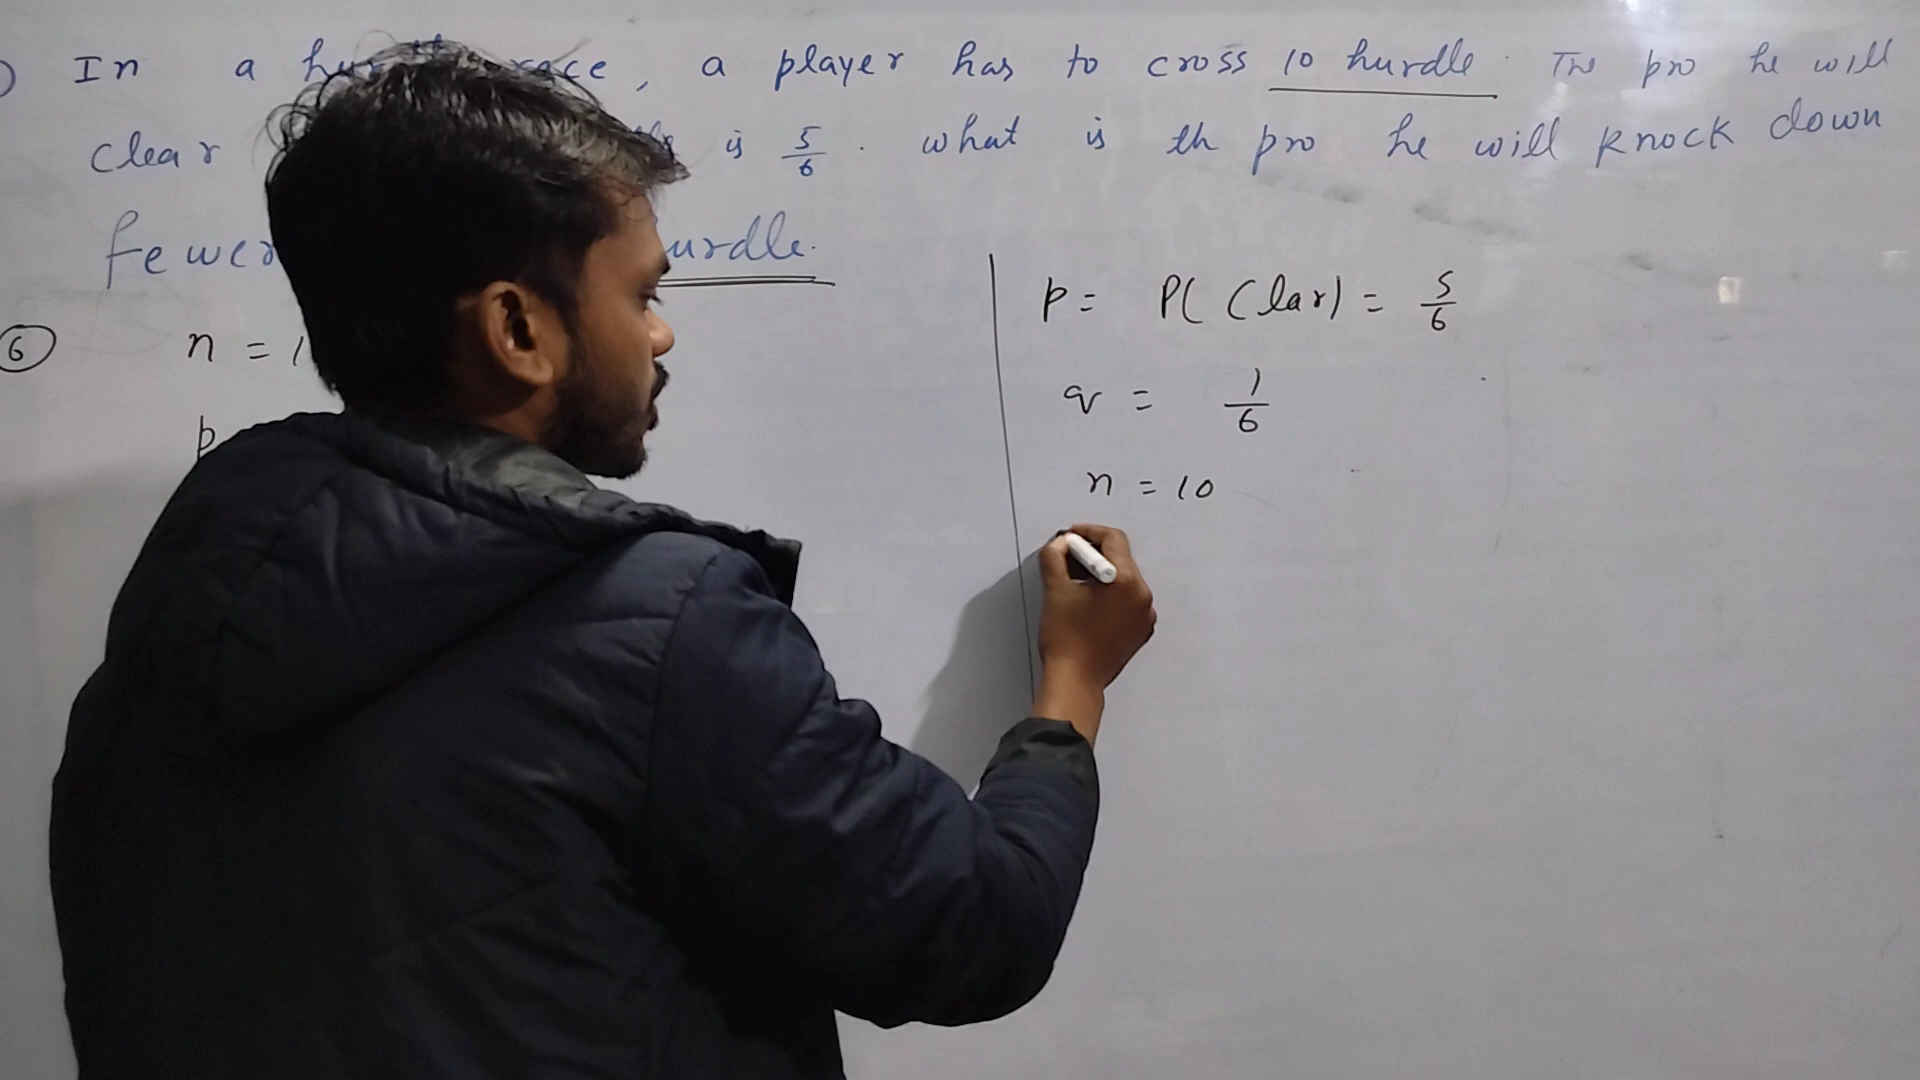 In a race, a player has to cross 10 hurdle. The pro he will
clear is 5/6. what is th pro he will knock down
fewer urdle.
p = P(Clar) = 5/6
q = 1/6
6 n = 1
n = 10
p